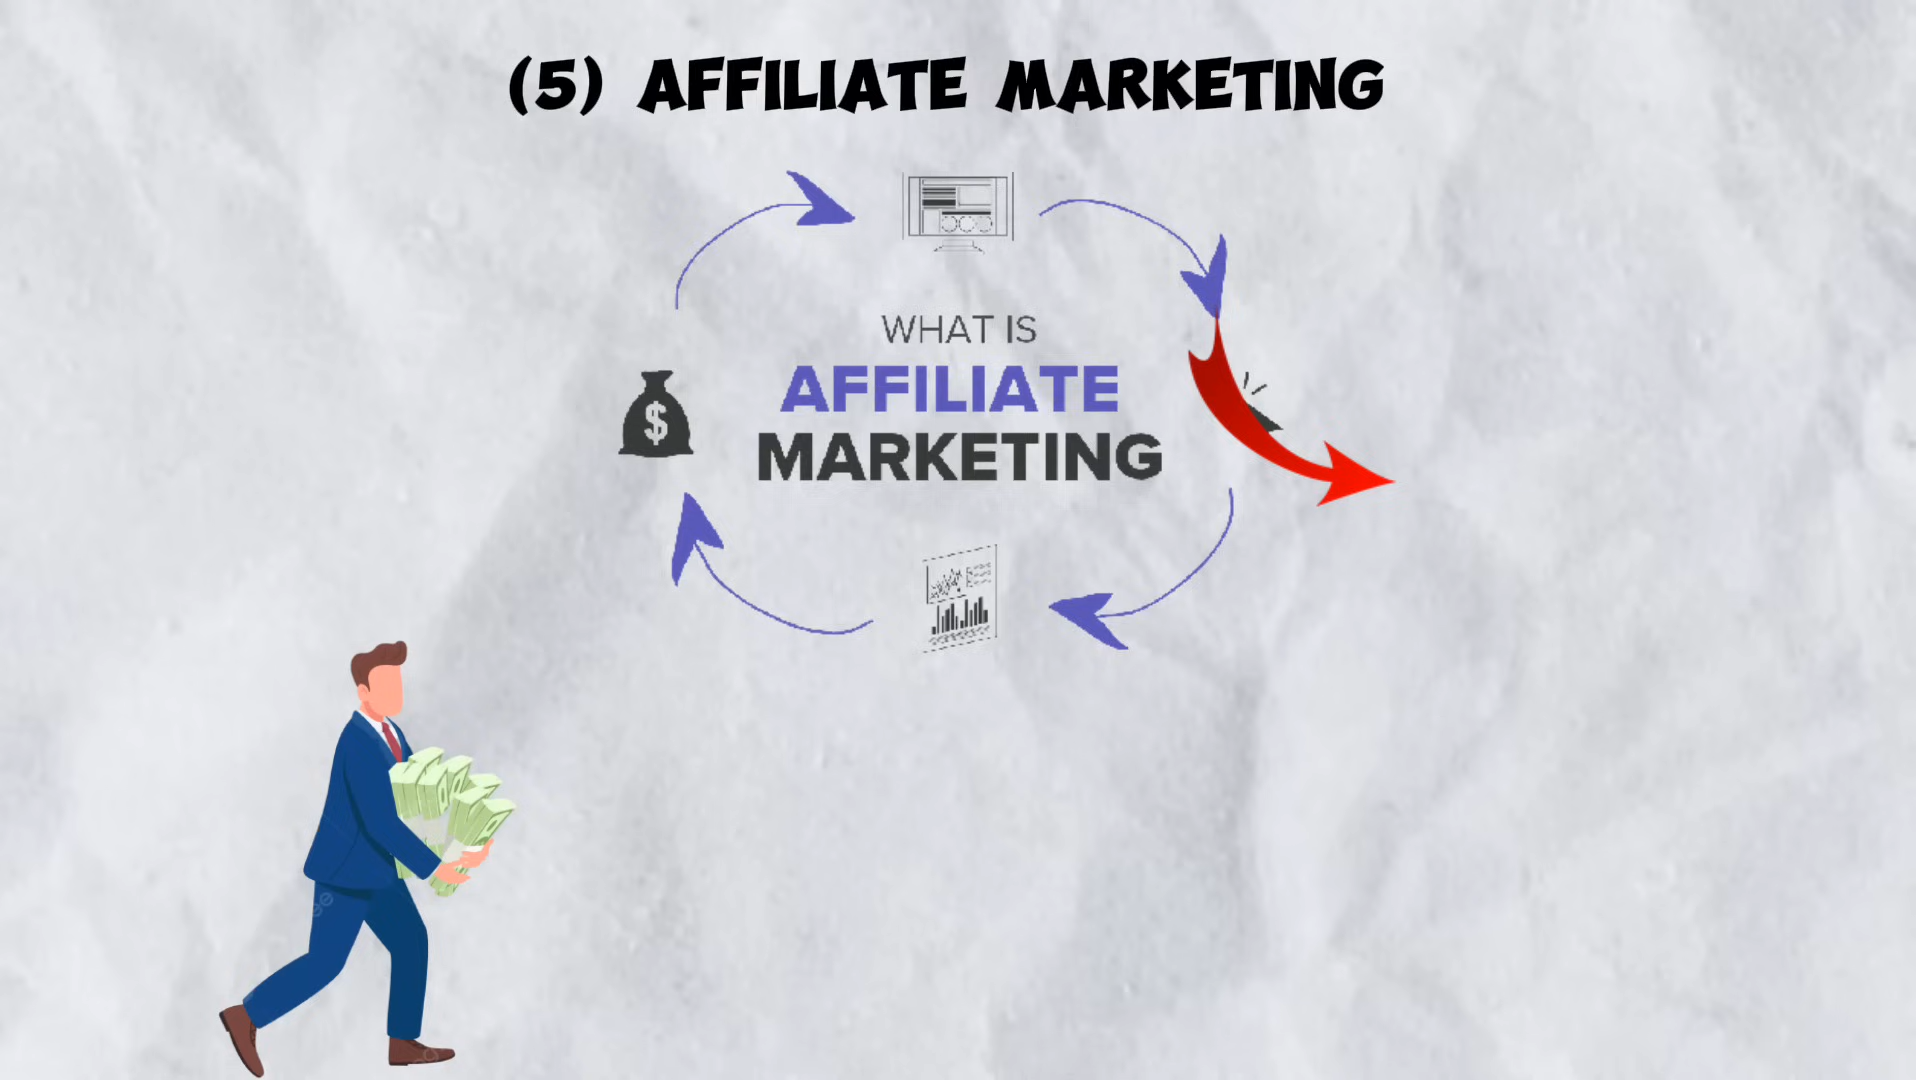 (5) AFFILIATE MARKETING
WHAT IS
AFFILIATE
MARKETING
$